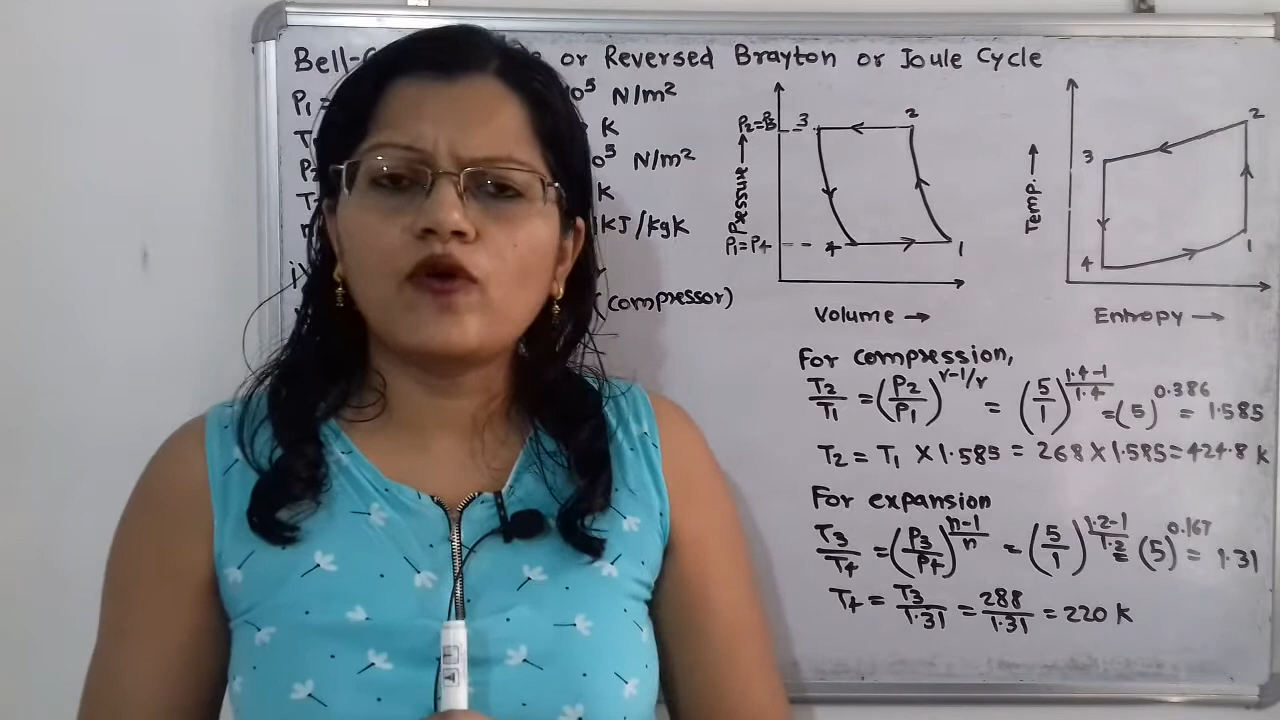 Bell- or Reversed Brayton or Joule Cycle
P1 = 0⁵ N/m²
K
P2 0⁵ N/m²
K
n KJ/kgK
i)
(compressor)
P2=P3
3
2
Pressure →
P1=P4
4
1
Volume →
Temp. →
2
3
1
4
Entropy →
For compression,
T2/T1 = (P2/P1)^r-1/r = (5/1)^1.4-1/1.4 = (5)^0.386 = 1.585
T2 = T1 × 1.585 = 268 × 1.585 = 424.8 K
For expansion
T3/T4 = (P3/P4)^n-1/n = (5/1)^1.2-1/1.2 = (5)^0.167 = 1.31
T4 = T3/1.31 = 288/1.31 = 220 K